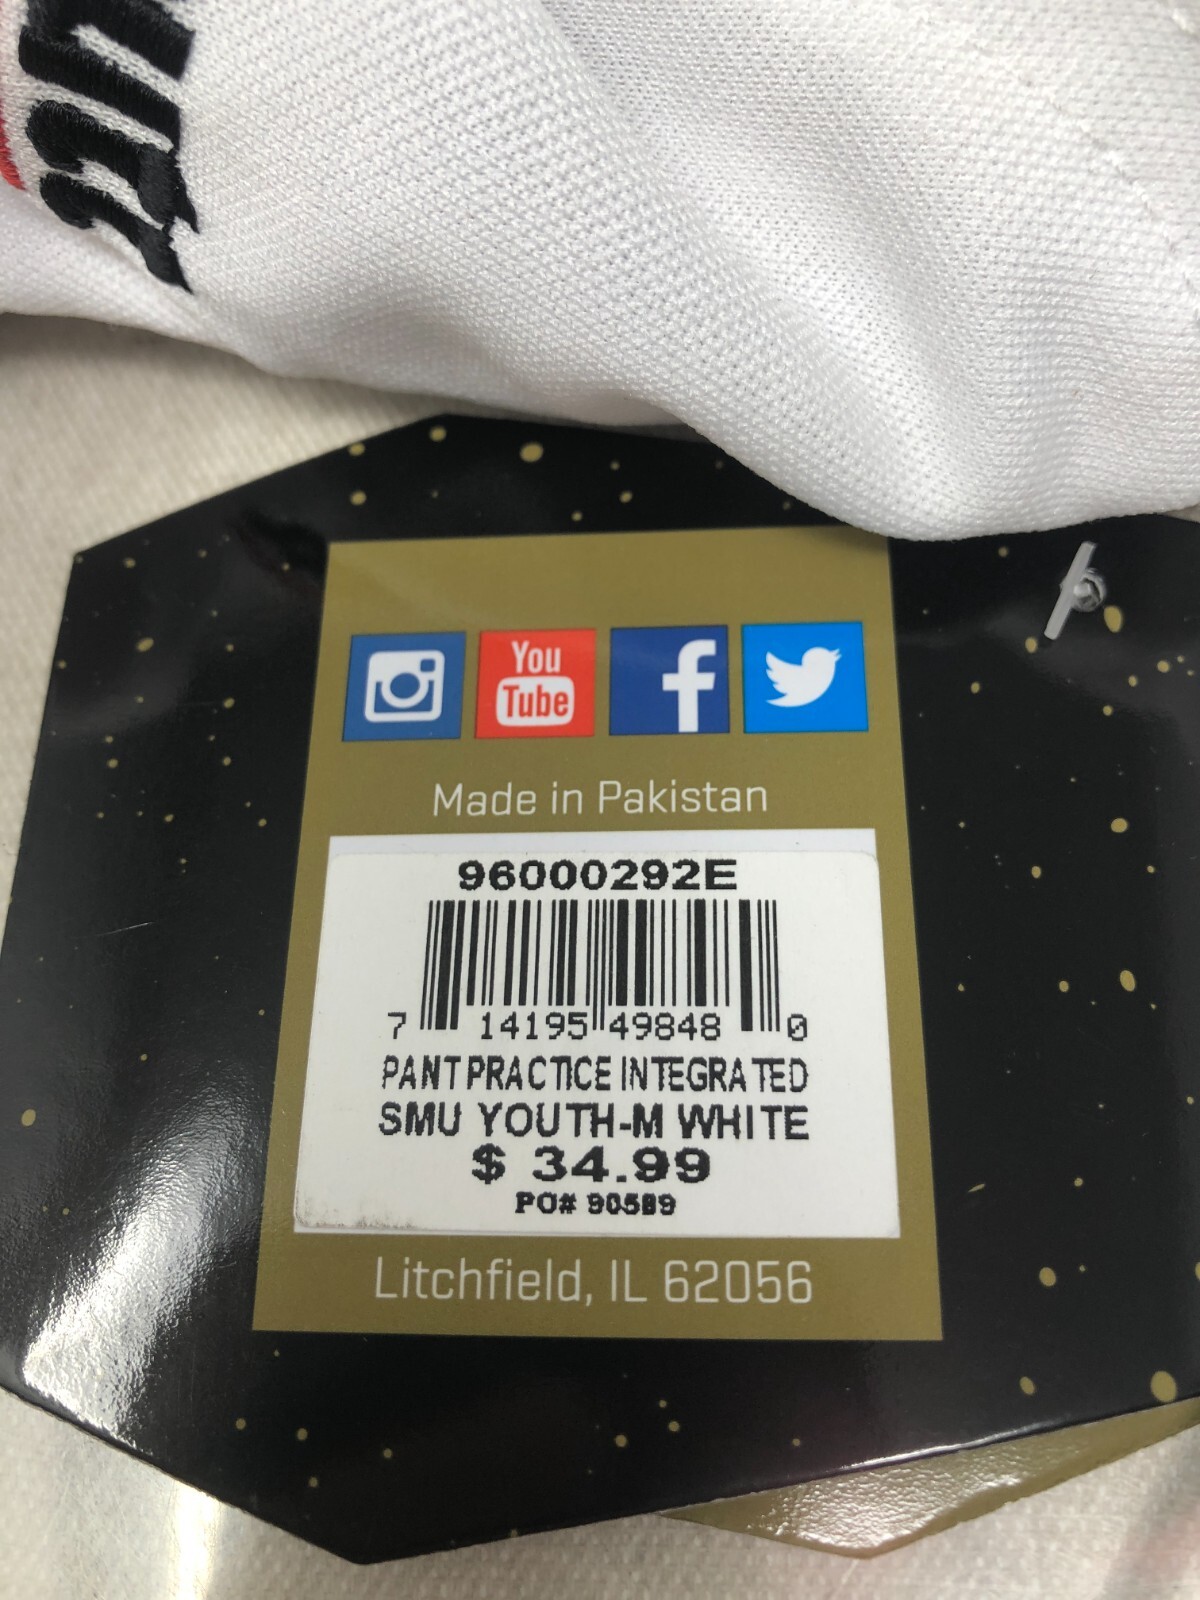 You
Tube
f
Made in Pakistan
96000292E
7 14195 49848 0
PANT PRACTICE INTEGRATED
SMU YOUTH-M WHITE
$ 34.99
PO# 90589
Litchfield, IL 62056